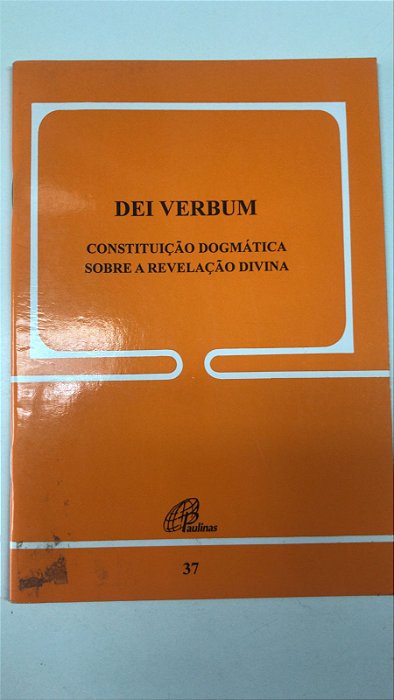 DEI VERBUM
CONSTITUIÇÃO DOGMÁTICA
SOBRE A REVELAÇÃO DIVINA
Paulinas
37